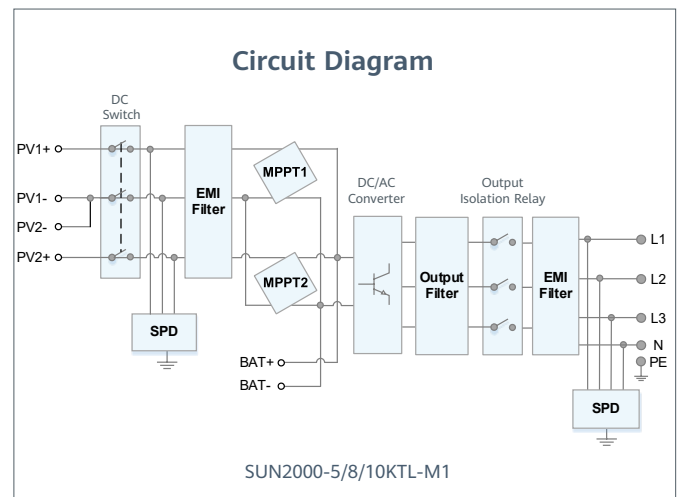 Circuit Diagram
DC
Switch
PV1+
PV1-
PV2-
PV2+
EMI
Filter
MPPT1
MPPT2
SPD
BAT+
BAT-
DC/AC
Converter
Output
Filter
Output
Isolation Relay
EMI
Filter
L1
L2
L3
N
PE
SPD
SUN2000-5/8/10KTL-M1